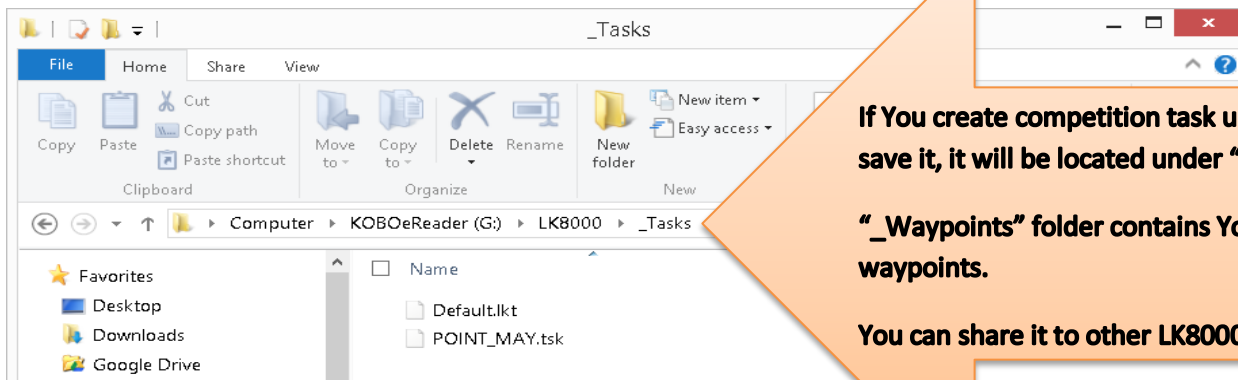 _Tasks
File Home Share View
Copy
Paste
Cut
Copy path
Paste shortcut
Clipboard
Move to
Copy to
Delete
Rename
Organize
New folder
New item
Easy access
New
Computer KOBOeReader (G:) LK8000 _Tasks
Favorites
Desktop
Downloads
Google Drive
Name
Default.lkt
POINT_MAY.tsk
If You create competition task
save it, it will be located under “
“_Waypoints” folder contains
waypoints.
You can share it to other LK8000